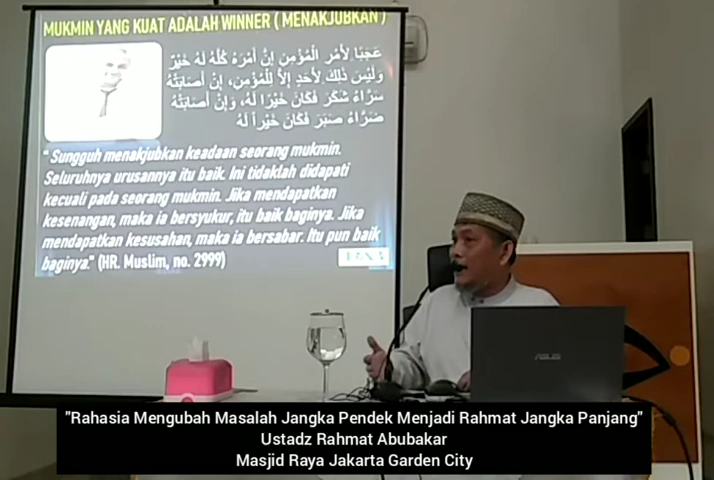 MUKMIN YANG KUAT ADALAH WINNER ( MENAKJUBKAN )
عَجَبًا لأَمْرِ الْمُؤْمِنِ إِنَّ أَمْرَهُ كُلَّهُ لَهُ خَيْرٌ
وَلَيْسَ ذَلِكَ لأَحَدٍ إِلاَّ لِلْمُؤْمِنِ، إِنْ أَصَابَتْهُ
سَرَّاءُ شَكَرَ فَكَانَ خَيْرًا لَهُ، وَإِنْ أَصَابَتْهُ
ضَرَّاءُ صَبَرَ فَكَانَ خَيْراً لَهُ
" Sungguh menakjubkan keadaan seorang mukmin.
Seluruhnya urusannya itu baik. Ini tidaklah didapati
kecuali pada seorang mukmin. Jika mendapatkan
kesenangan, maka ia bersyukur, itu baik baginya. Jika
mendapatkan kesusahan, maka ia bersabar. Itu pun baik
baginya." (HR. Muslim, no. 2999)
ASUS
"Rahasia Mengubah Masalah Jangka Pendek Menjadi Rahmat Jangka Panjang"
Ustadz Rahmat Abubakar
Masjid Raya Jakarta Garden City